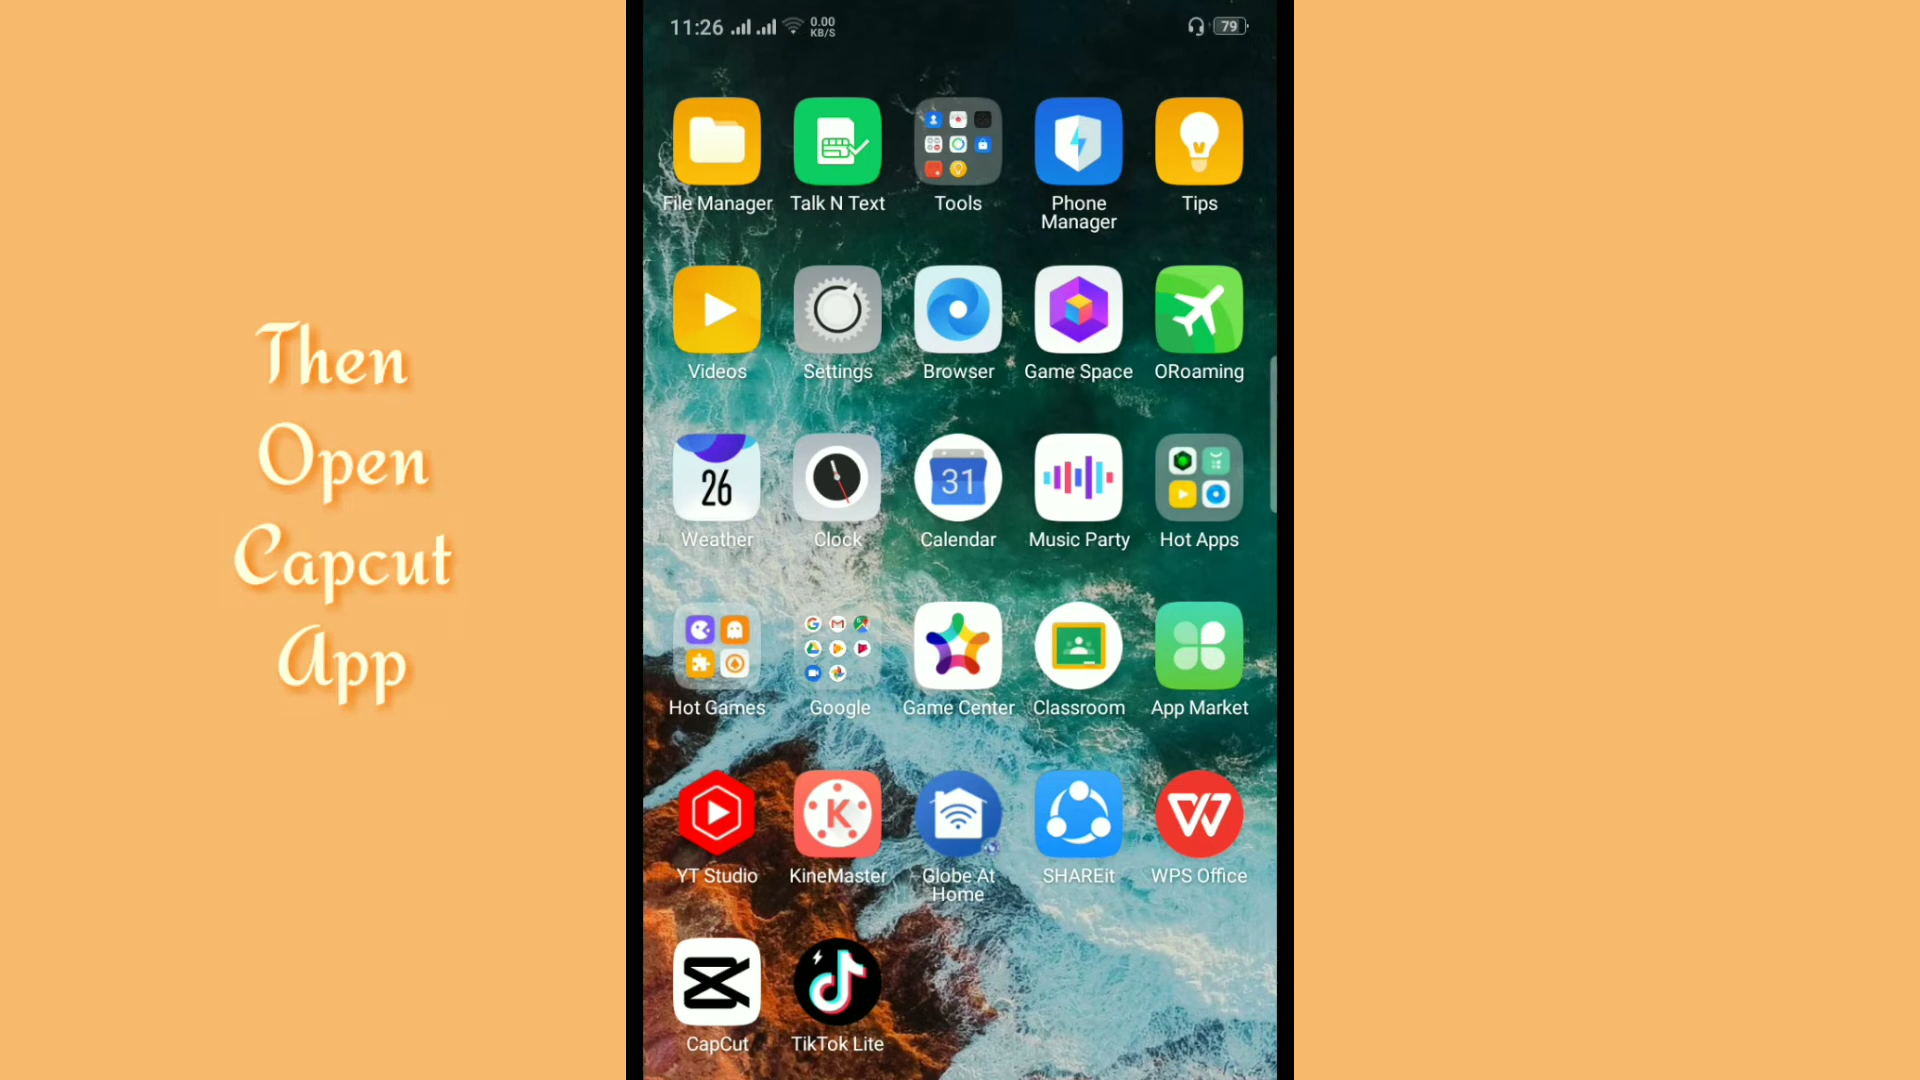 11:26
0.00
KB/S
79
File Manager
Talk N Text
Tools
Phone
Manager
Tips
Videos
Settings
Browser
Game Space
ORoaming
26
31
Weather
Clock
Calendar
Music Party
Hot Apps
Hot Games
Google
Game Center
Classroom
App Market
K
W
YT Studio
KineMaster
Globe At
Home
SHAREit
WPS Office
CapCut
TikTok Lite
Then
Open
Capcut
App